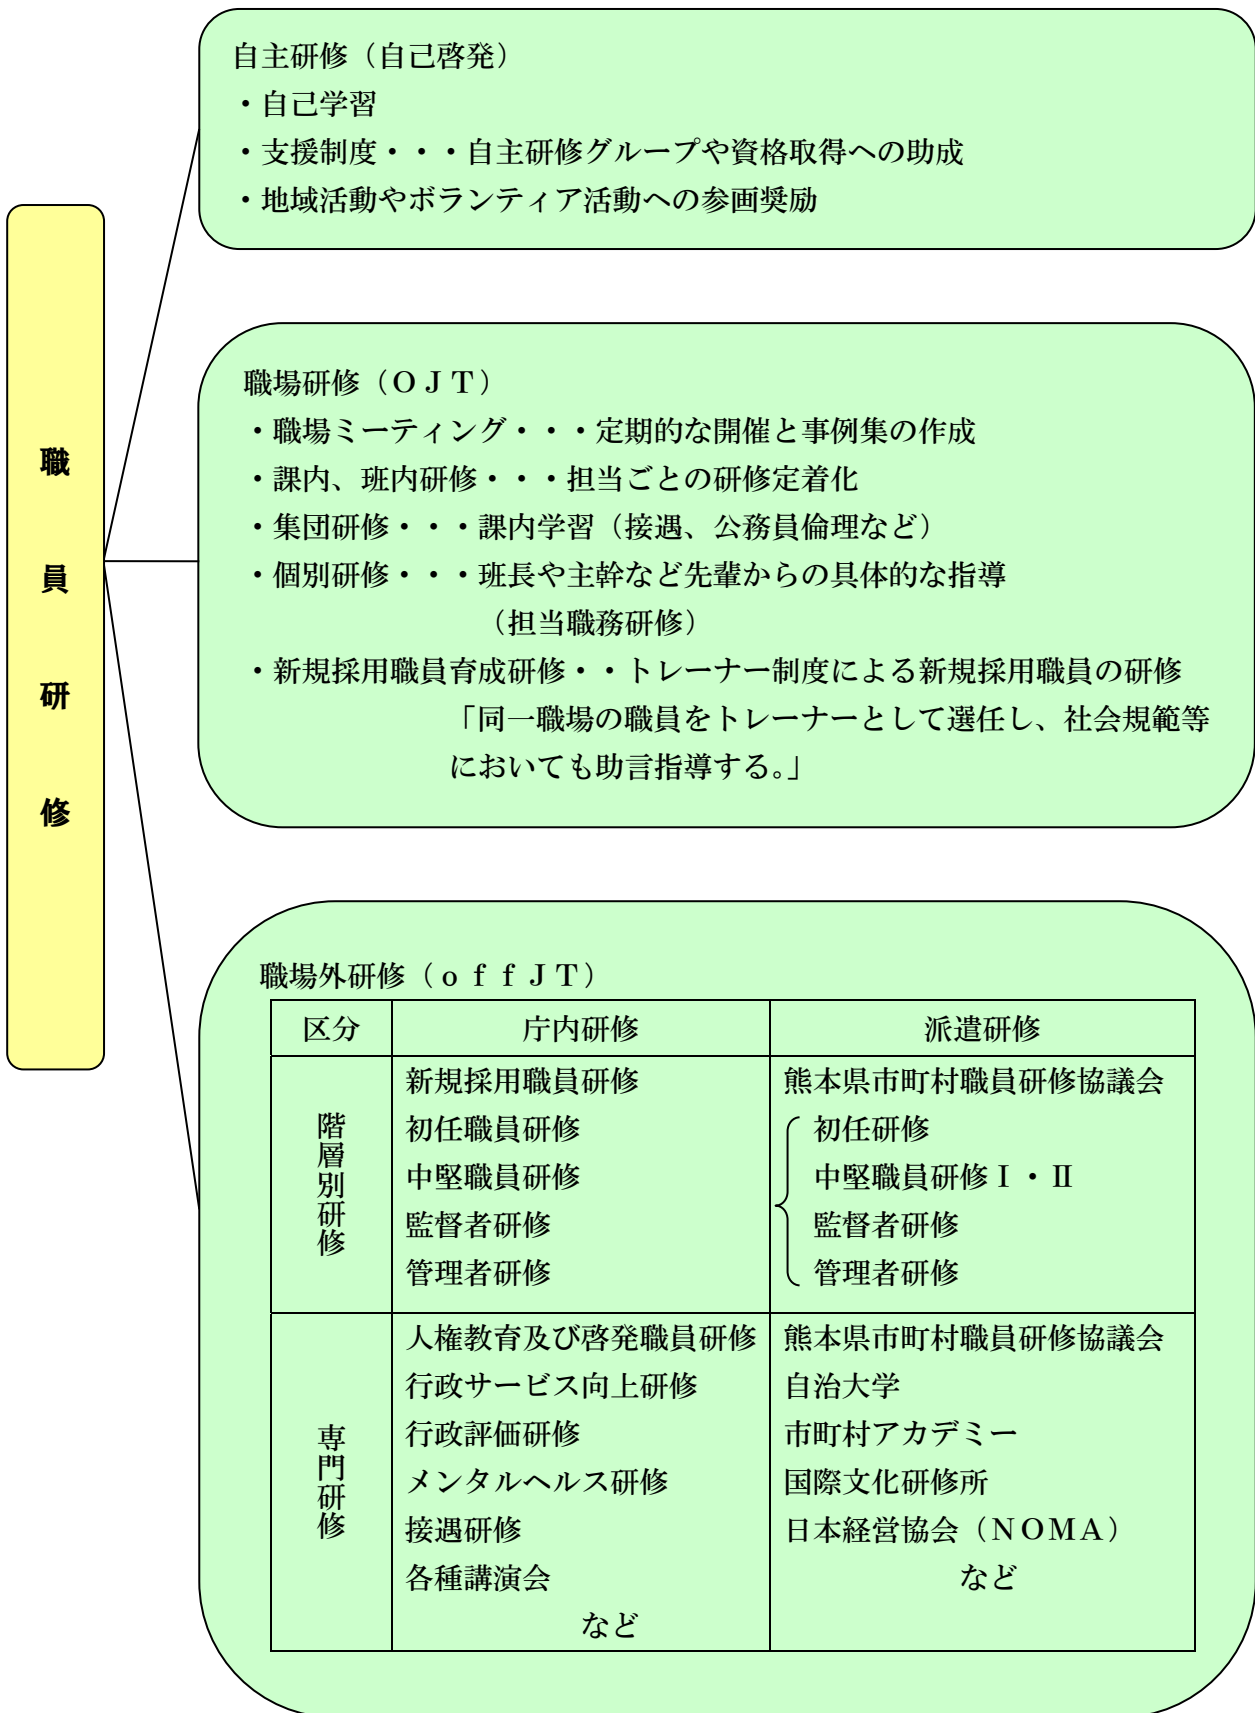 職員研修
自主研修（自己啓発）
・自己学習
・支援制度・・・自主研修グループや資格取得への助成
・地域活動やボランティア活動への参画奨励
職場研修（ＯＪＴ）
・職場ミーティング・・・定期的な開催と事例集の作成
・課内、班内研修・・・担当ごとの研修定着化
・集団研修・・・課内学習（接遇、公務員倫理など）
・個別研修・・・班長や主幹など先輩からの具体的な指導
（担当職務研修）
・新規採用職員育成研修・・トレーナー制度による新規採用職員の研修
「同一職場の職員をトレーナーとして選任し、社会規範等
においても助言指導する。」
職場外研修（ｏｆｆＪＴ）
区分 庁内研修 派遣研修
階層別研修
新規採用職員研修
初任職員研修
中堅職員研修
監督者研修
管理者研修
熊本県市町村職員研修協議会
初任研修
中堅職員研修Ⅰ・Ⅱ
監督者研修
管理者研修
専門研修
人権教育及び啓発職員研修
行政サービス向上研修
行政評価研修
メンタルヘルス研修
接遇研修
各種講演会
など
熊本県市町村職員研修協議会
自治大学
市町村アカデミー
国際文化研修所
日本経営協会（ＮＯＭＡ）
など